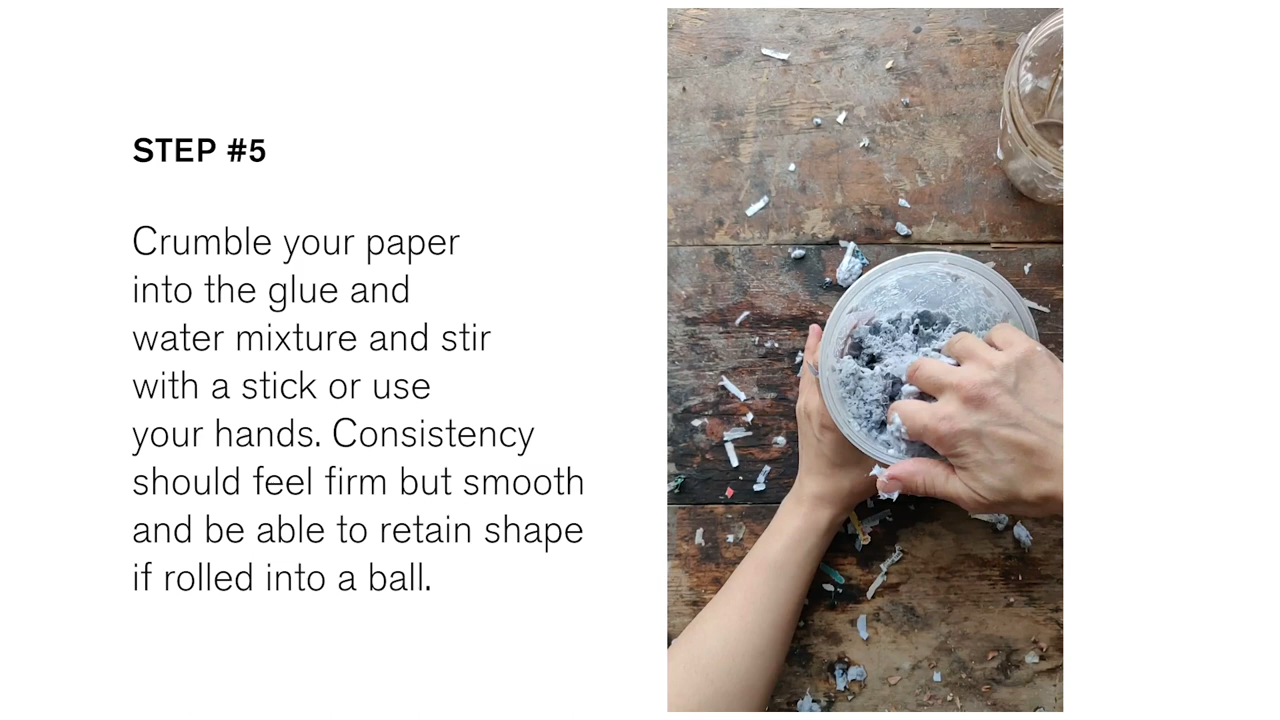 STEP #5
Crumble your paper
into the glue and
water mixture and stir
with a stick or use
your hands. Consistency
should feel firm but smooth
and be able to retain shape
if rolled into a ball.